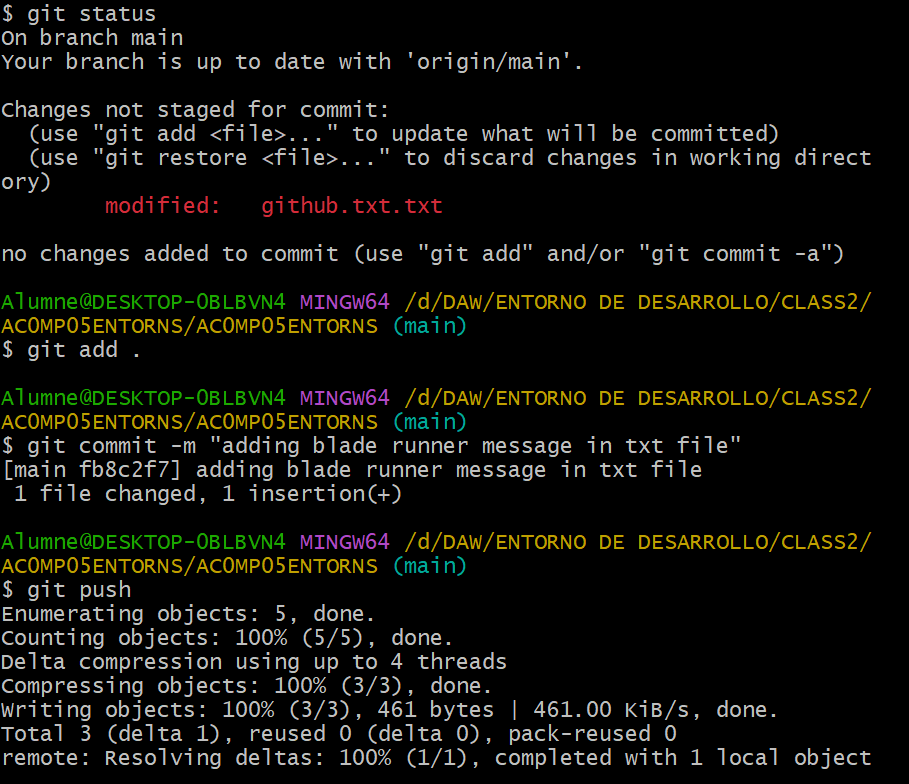 $ git status
On branch main
Your branch is up to date with 'origin/main'.
Changes not staged for commit:
(use "git add <file>..." to update what will be committed)
(use "git restore <file>..." to discard changes in working direct
ory)
modified:   github.txt.txt
no changes added to commit (use "git add" and/or "git commit -a")
Alumne@DESKTOP-0BLBVN4 MINGW64 /d/DAW/ENTORNO DE DESARROLLO/CLASS2/
AC0MP05ENTORNS/AC0MP05ENTORNS (main)
$ git add .
Alumne@DESKTOP-0BLBVN4 MINGW64 /d/DAW/ENTORNO DE DESARROLLO/CLASS2/
AC0MP05ENTORNS/AC0MP05ENTORNS (main)
$ git commit -m "adding blade runner message in txt file"
[main fb8c2f7] adding blade runner message in txt file
1 file changed, 1 insertion(+)
Alumne@DESKTOP-0BLBVN4 MINGW64 /d/DAW/ENTORNO DE DESARROLLO/CLASS2/
AC0MP05ENTORNS/AC0MP05ENTORNS (main)
$ git push
Enumerating objects: 5, done.
Counting objects: 100% (5/5), done.
Delta compression using up to 4 threads
Compressing objects: 100% (3/3), done.
Writing objects: 100% (3/3), 461 bytes | 461.00 KiB/s, done.
Total 3 (delta 1), reused 0 (delta 0), pack-reused 0
remote: Resolving deltas: 100% (1/1), completed with 1 local object